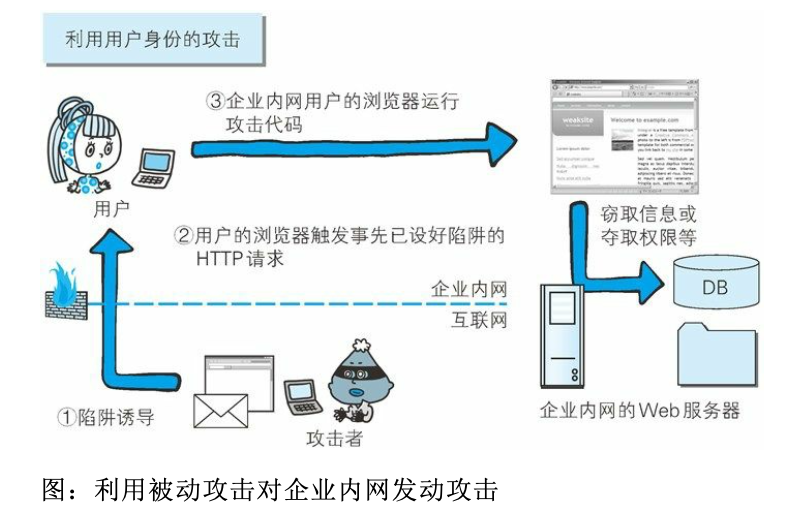 利用用户身份的攻击
③企业内网用户的浏览器运行
攻击代码
用户
②用户的浏览器触发事先已设好陷阱的
HTTP请求
企业内网
互联网
①陷阱诱导
攻击者
weaksite
Welcome to example.com
窃取信息或
夺取权限等
DB
企业内网的Web服务器
图：利用被动攻击对企业内网发动攻击